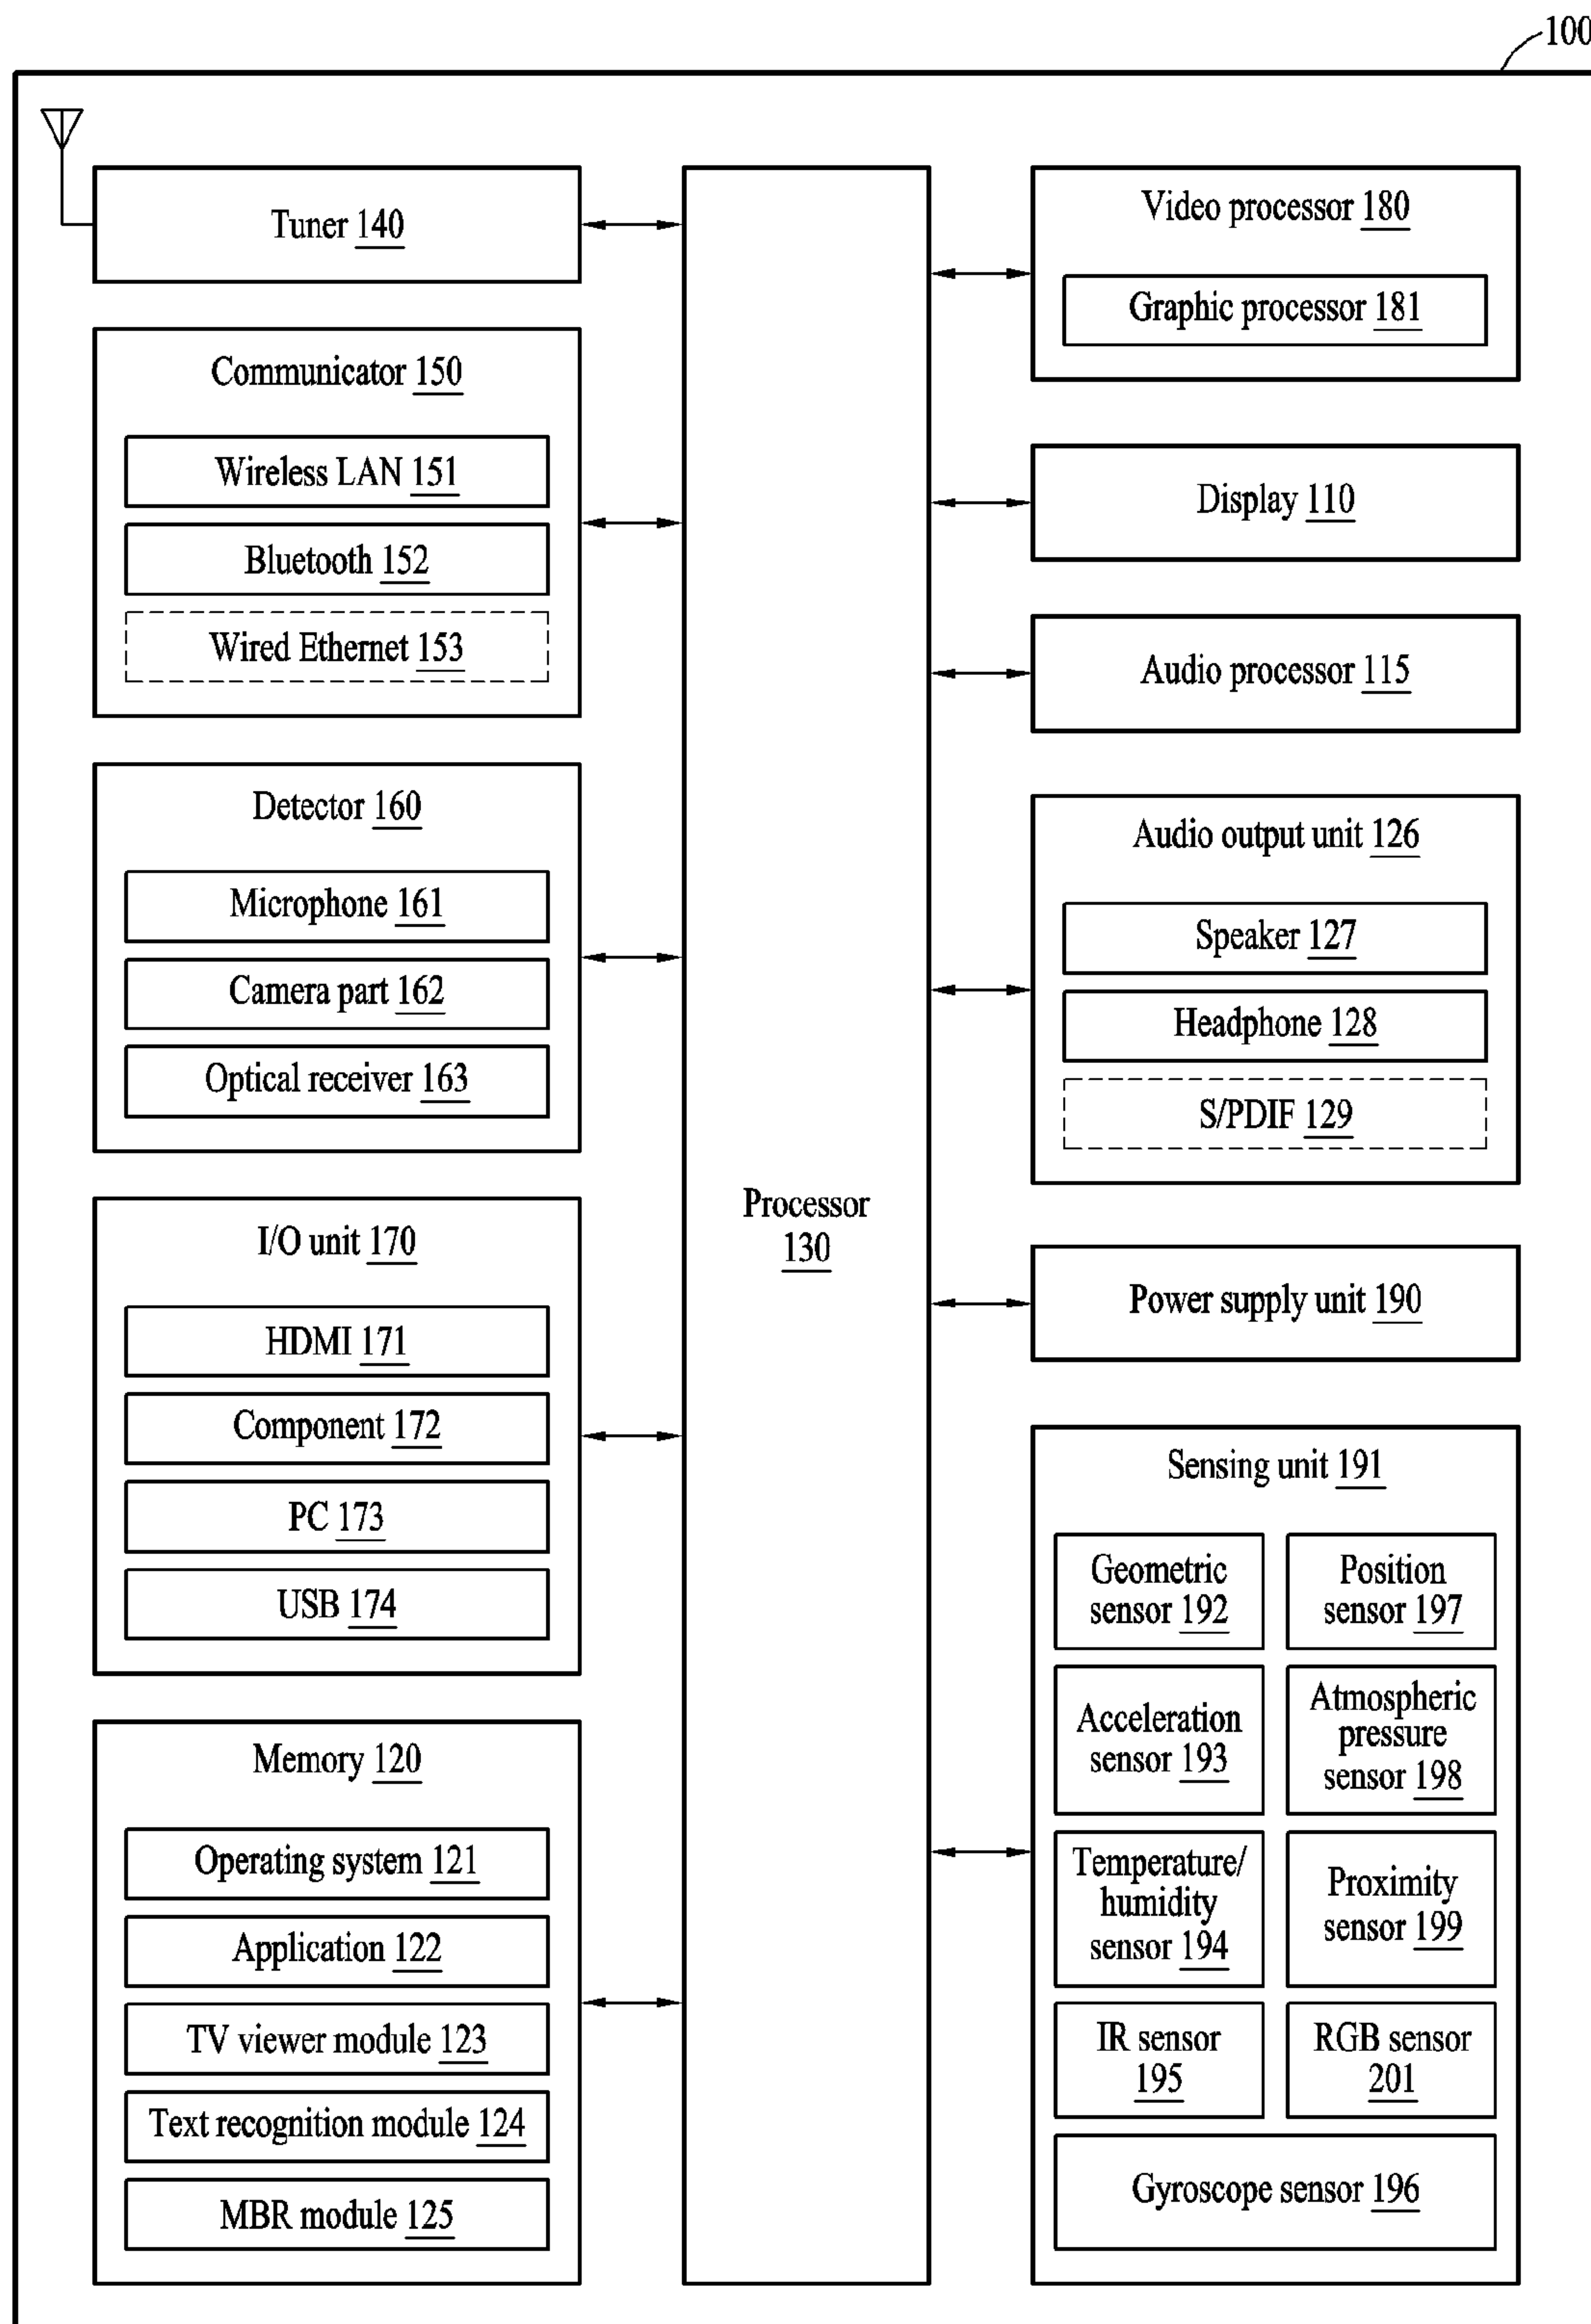 100
Tuner 140
Communicator 150
Wireless LAN 151
Bluetooth 152
Wired Ethernet 153
Detector 160
Microphone 161
Camera part 162
Optical receiver 163
I/O unit 170
HDMI 171
Component 172
PC 173
USB 174
Memory 120
Operating system 121
Application 122
TV viewer module 123
Text recognition module 124
MBR module 125
Processor
130
Video processor 180
Graphic processor 181
Display 110
Audio processor 115
Audio output unit 126
Speaker 127
Headphone 128
S/PDIF 129
Power supply unit 190
Sensing unit 191
Geometric
sensor 192
Position
sensor 197
Acceleration
sensor 193
Atmospheric
pressure
sensor 198
Temperature/
humidity
sensor 194
Proximity
sensor 199
IR sensor
195
RGB sensor
201
Gyroscope sensor 196